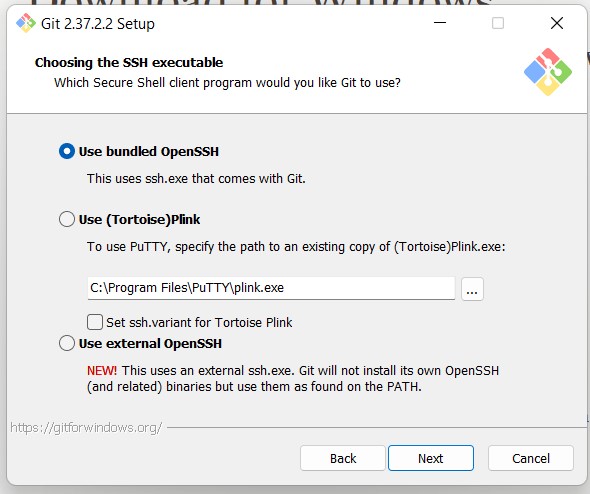 Download for Windows
Git 2.37.2.2 Setup
Choosing the SSH executable
Which Secure Shell client program would you like Git to use?
Use bundled OpenSSH
This uses ssh.exe that comes with Git.
Use (Tortoise)Plink
To use PuTTY, specify the path to an existing copy of (Tortoise)Plink.exe:
C:\Program Files\PuTTY\plink.exe
...
Set ssh.variant for Tortoise Plink
Use external OpenSSH
NEW! This uses an external ssh.exe. Git will not install its own OpenSSH
(and related) binaries but use them as found on the PATH.
https://gitforwindows.org/
Back Next Cancel